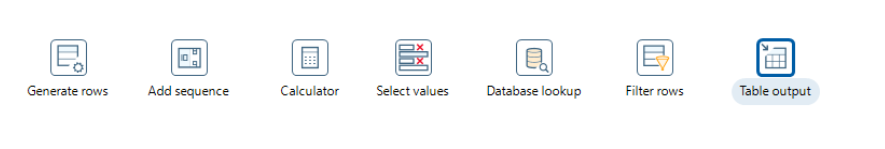 Generate rows
Add sequence
Calculator
Select values
Database lookup
Filter rows
Table output